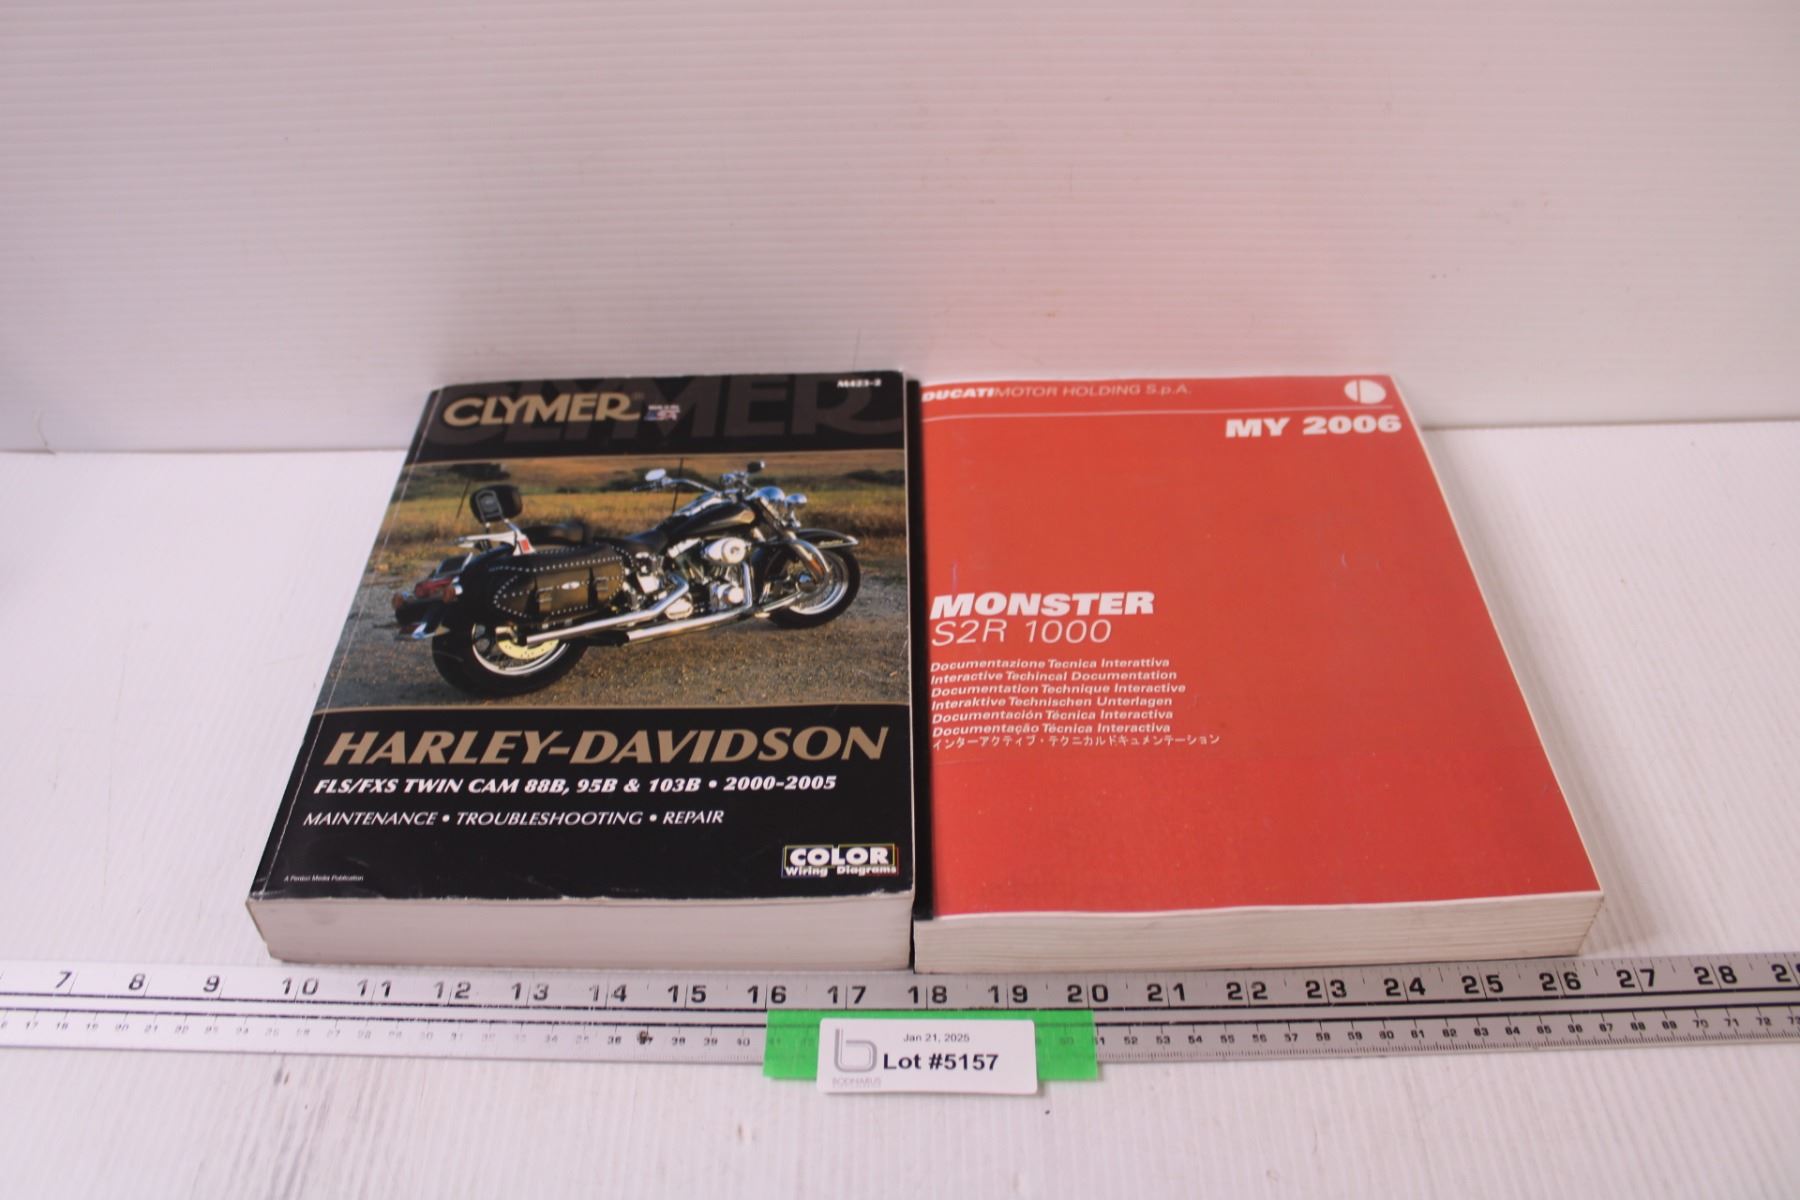 CLYMER
M423-2
HARLEY-DAVIDSON
FLS/FXS TWIN CAM 88B, 95B & 103B • 2000-2005
MAINTENANCE • TROUBLESHOOTING • REPAIR
COLOR
Wiring Diagrams
A Penton Media Publication
DUCATIMOTOR HOLDING S.p.A.
MY 2006
MONSTER
S2R 1000
Documentazione Tecnica Interattiva
Interactive Techincal Documentation
Documentation Technique Interactive
Interaktive Technischen Unterlagen
Documentación Técnica Interactiva
Documentação Técnica Interactiva
インターアクティブ・テクニカルドキュメンテーション
7 8 9 10 11 12 13 14 15 16 17 18 19 20 21 22 23 24 25 26 27 28
Jan 21, 2025
Lot #5157
BODNARUS